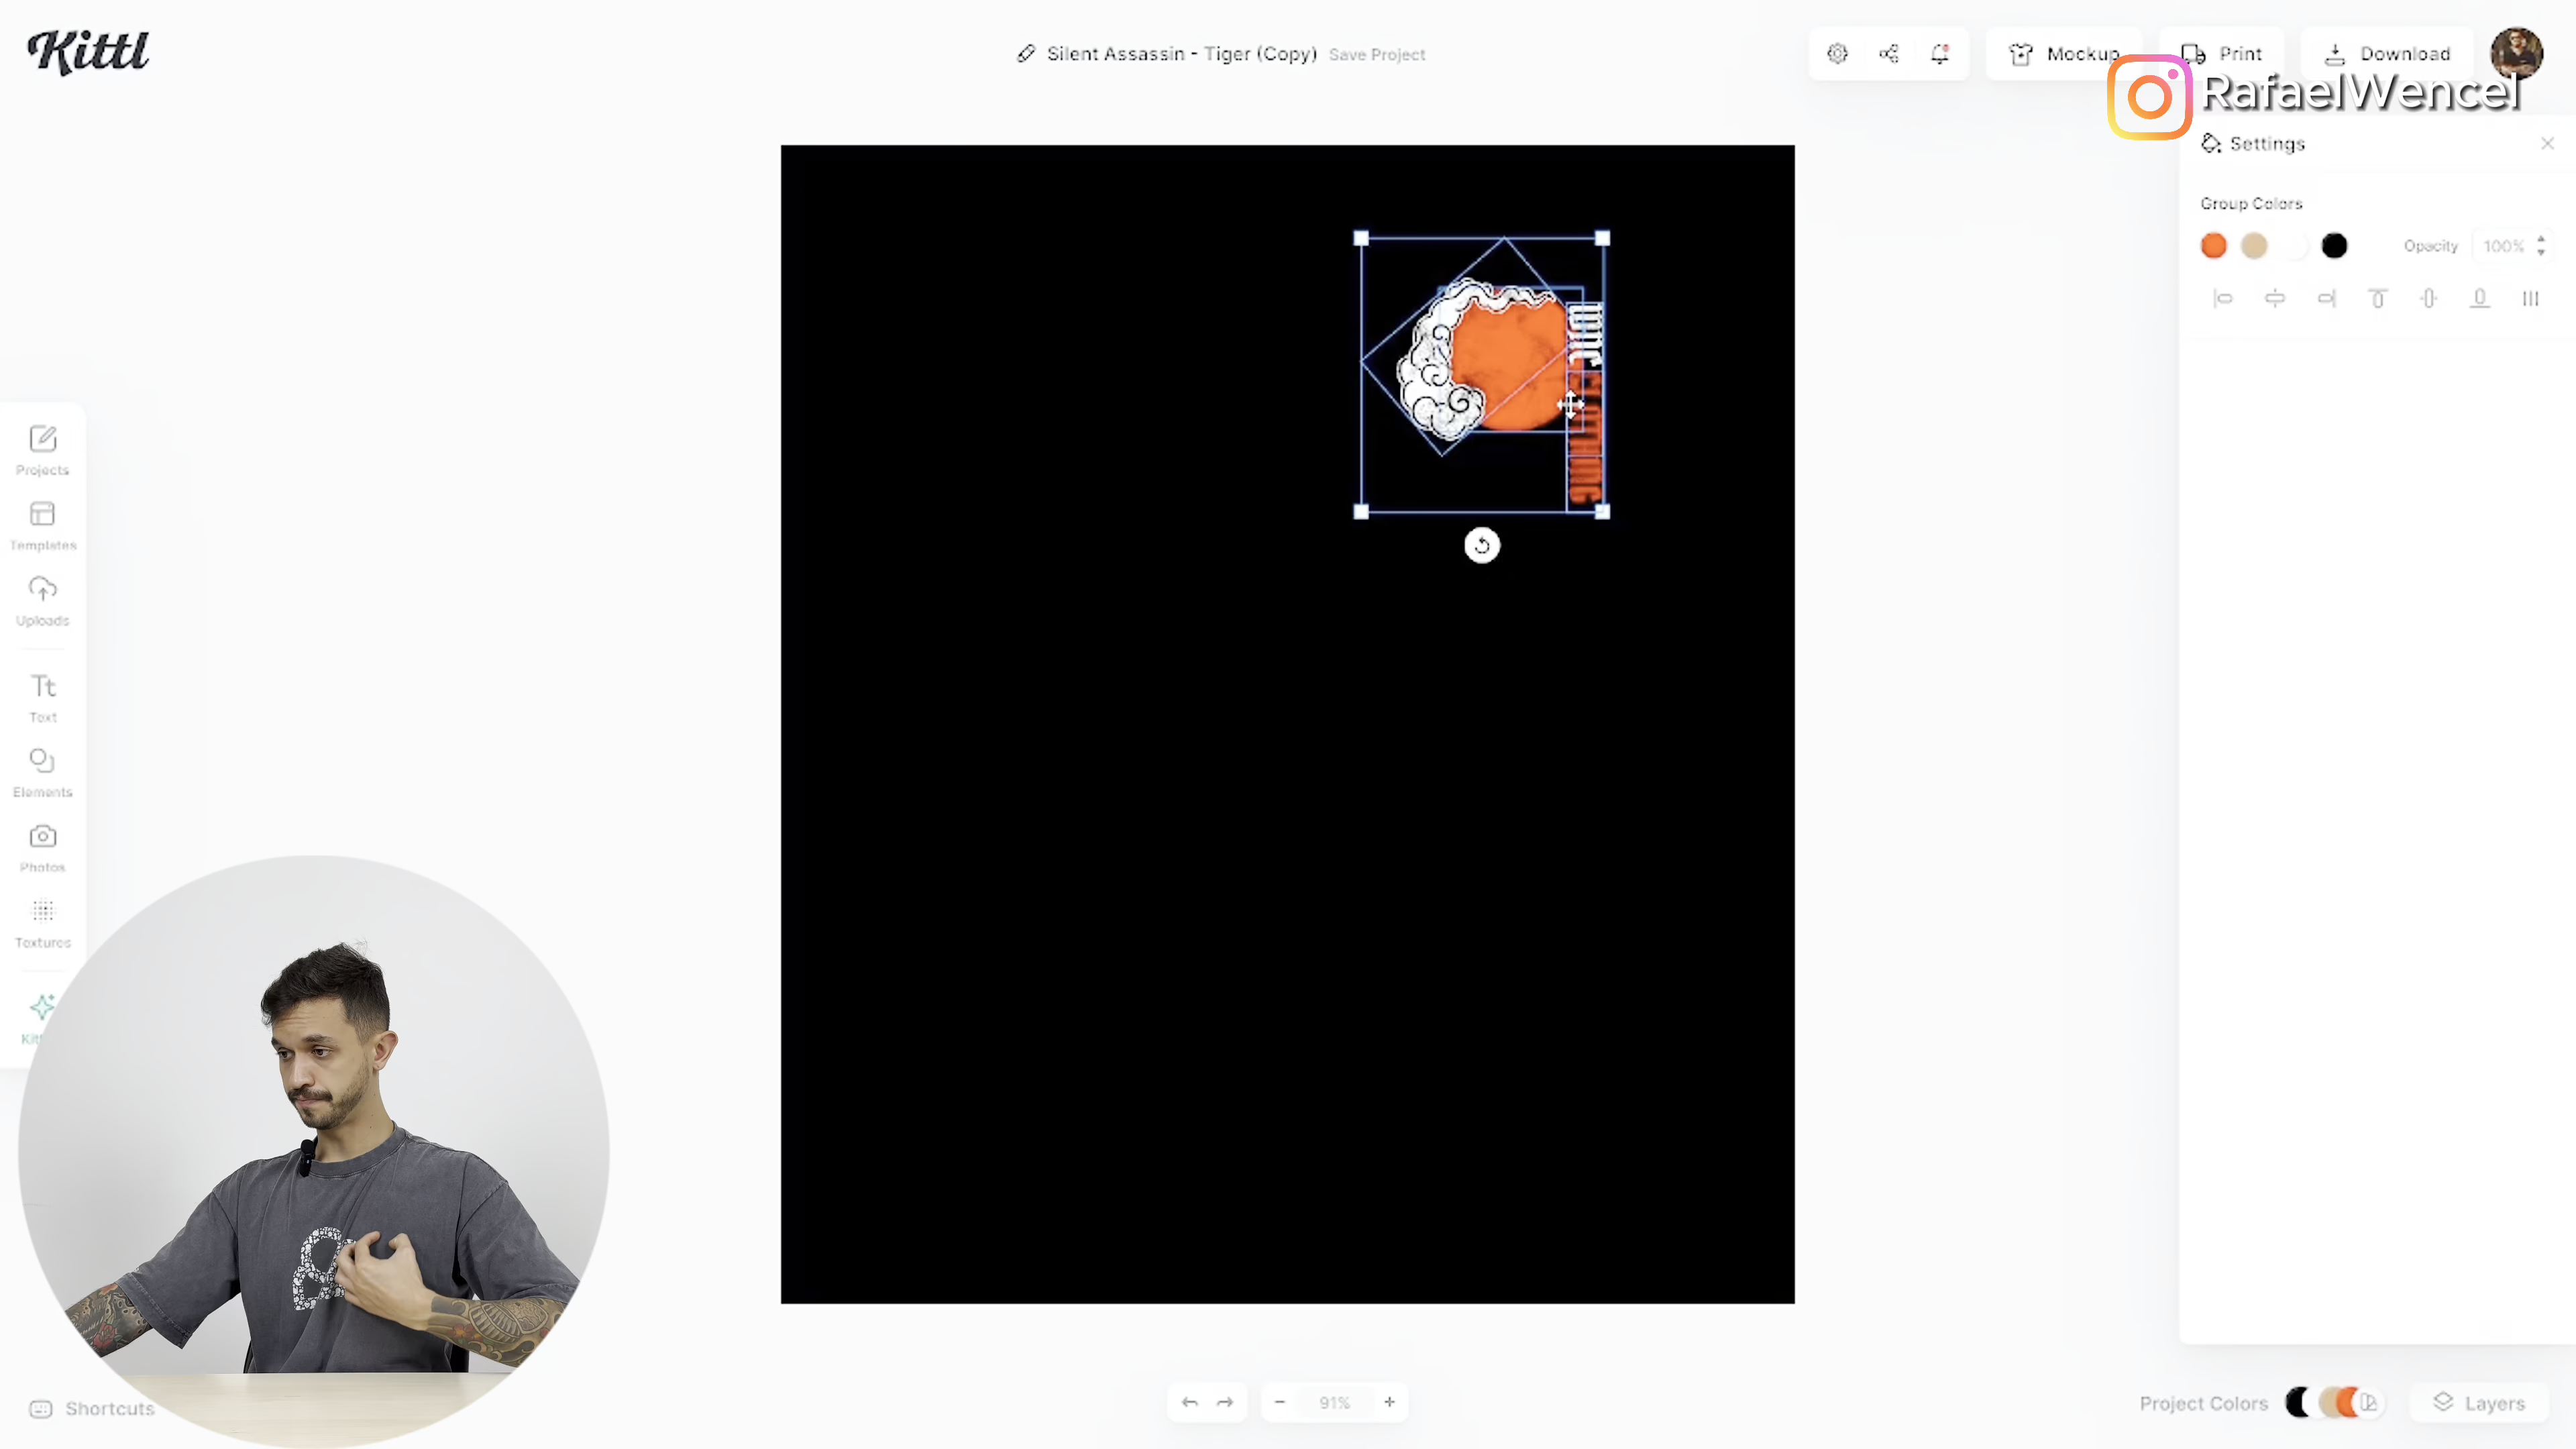 Kittl
Silent Assassin - Tiger (Copy) Save Project
Mockup
Print
Download
RafaelWencel
Settings
Group Colors
Opacity 100%
Projects
Templates
Uploads
Tt
Text
Elements
Photos
Textures
Shortcuts
91%
Project Colors
Layers